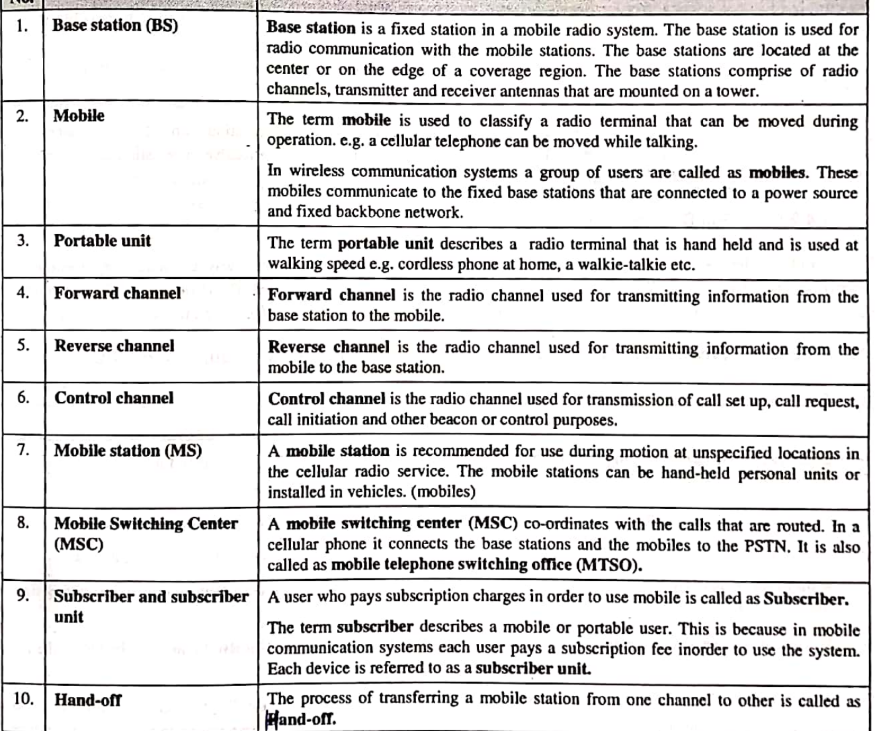 No.
1. Base station (BS) Base station is a fixed station in a mobile radio system. The base station is used for
radio communication with the mobile stations. The base stations are located at the
center or on the edge of a coverage region. The base stations comprise of radio
channels, transmitter and receiver antennas that are mounted on a tower.
2. Mobile The term mobile is used to classify a radio terminal that can be moved during
operation. e.g. a cellular telephone can be moved while talking.
In wireless communication systems a group of users are called as mobiles. These
mobiles communicate to the fixed base stations that are connected to a power source
and fixed backbone network.
3. Portable unit The term portable unit describes a radio terminal that is hand held and is used at
walking speed e.g. cordless phone at home, a walkie-talkie etc.
4. Forward channel Forward channel is the radio channel used for transmitting information from the
base station to the mobile.
5. Reverse channel Reverse channel is the radio channel used for transmitting information from the
mobile to the base station.
6. Control channel Control channel is the radio channel used for transmission of call set up, call request,
call initiation and other beacon or control purposes.
7. Mobile station (MS) A mobile station is recommended for use during motion at unspecified locations in
the cellular radio service. The mobile stations can be hand-held personal units or
installed in vehicles. (mobiles)
8. Mobile Switching Center A mobile switching center (MSC) co-ordinates with the calls that are routed. In a
(MSC) cellular phone it connects the base stations and the mobiles to the PSTN. It is also
called as mobile telephone switching office (MTSO).
9. Subscriber and subscriber A user who pays subscription charges in order to use mobile is called as Subscriber.
unit
The term subscriber describes a mobile or portable user. This is because in mobile
communication systems each user pays a subscription fee inorder to use the system.
Each device is referred to as a subscriber unit.
10. Hand-off The process of transferring a mobile station from one channel to other is called as
Hand-off.